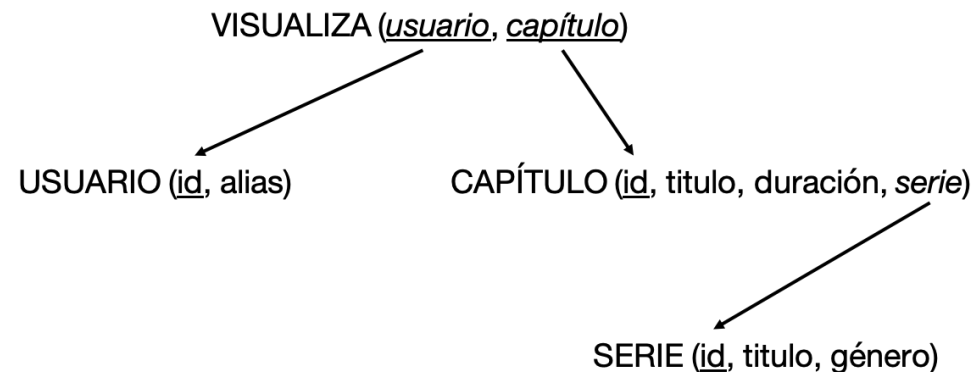 VISUALIZA (usuario, capítulo)
USUARIO (id, alias)
CAPÍTULO (id, titulo, duración, serie)
SERIE (id, titulo, género)